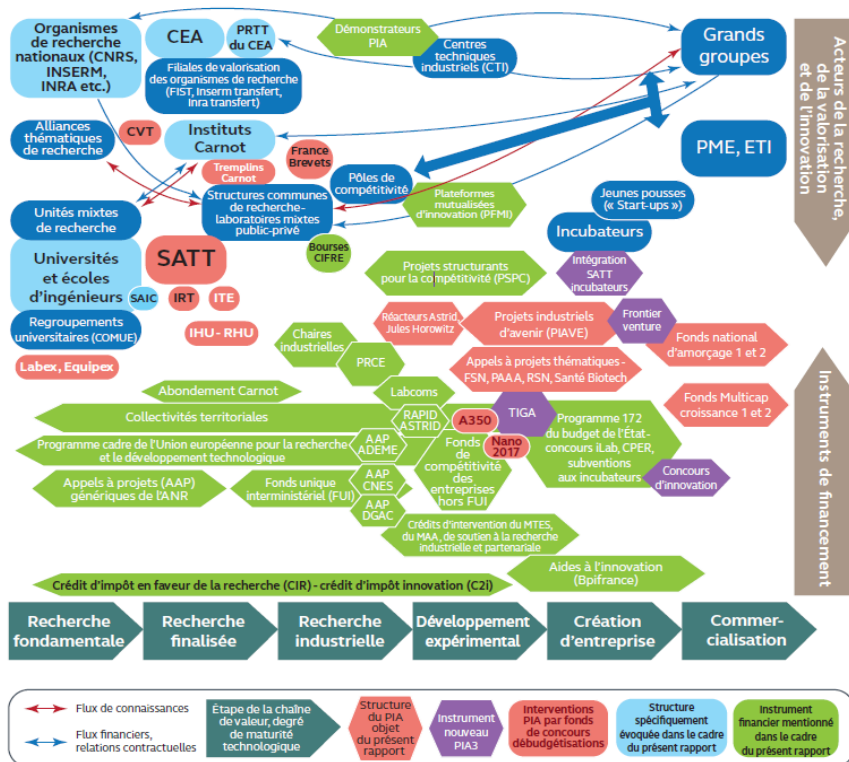 Organismes
de recherche
nationaux (CNRS,
INSERM,
INRA etc.)
CEA
PRTT
du CEA
Démonstrateurs
PIA
Centres
techniques
industriels (CTI)
Grands
groupes
Filiales de valorisation
des organismes de recherche
(FIST, Inserm transfert,
Inra transfert)
Alliances
thématiques
de recherche
CVT
Instituts
Carnot
Tremplins
Carnot
France
Brevets
Pôles de
compétitivité
PME, ETI
Structures communes
de recherche-
laboratoires mixtes
public-privé
Plateformes
mutualisées
d'innovation (PFMI)
Jeunes pousses
(« Start-ups »)
Incubateurs
Unités mixtes
de recherche
Universités
et écoles
d'ingénieurs
SATT
Bourses
CIFRE
SAIC
IRT
ITE
Regroupements
universitaires (COMUE)
IHU - RHU
Labex, Equipex
Projets structurants
pour la compétitivité (PSPC)
Intégration
SATT
incubateurs
Réacteurs Astrid,
Jules Horowitz
Projets industriels
d'avenir (PIAVE)
Frontier
venture
Fonds national
d'amorçage 1 et 2
Chaires
industrielles
PRCE
Appels à projets thématiques -
FSN, PAAA, RSN, Santé Biotech
Abondement Carnot
Labcoms
Fonds Multicap
croissance 1 et 2
Collectivités territoriales
RAPID
ASTRID
A350
TIGA
Programme 172
du budget de l'État-
concours iLab, CPER,
subventions
aux incubateurs
Programme cadre de l'Union européenne pour la recherche
et le développement technologique
AAP
ADEME
Fonds
de
compétitivité
des
entreprises
hors FUI
Nano
2017
Concours
d'innovation
Appels à projets (AAP)
génériques de l'ANR
Fonds unique
interministériel (FUI)
AAP
CNES
AAP
DGAC
Crédits d'intervention du MTES,
du MAA, de soutien à la recherche
industrielle et partenariale
Aides à l'innovation
(Bpifrance)
Crédit d'impôt en faveur de la recherche (CIR) - crédit d'impôt innovation (C2i)
Acteurs de la recherche,
de la valorisation
et de l'innovation
Instruments de financement
Recherche
fondamentale
Recherche
finalisée
Recherche
industrielle
Développement
expérimental
Création
d'entreprise
Commer-
cialisation
Flux de connaissances
Flux financiers,
relations contractuelles
Étape de la chaîne
de valeur, degré
de maturité
technologique
Structure
du PIA
objet
du présent
rapport
Instrument
nouveau
PIA3
Interventions
PIA par fonds
de concours
débudgétisations
Structure
spécifiquement
évoquée dans le cadre
du présent rapport
Instrument
financier mentionné
dans le cadre
du présent rapport